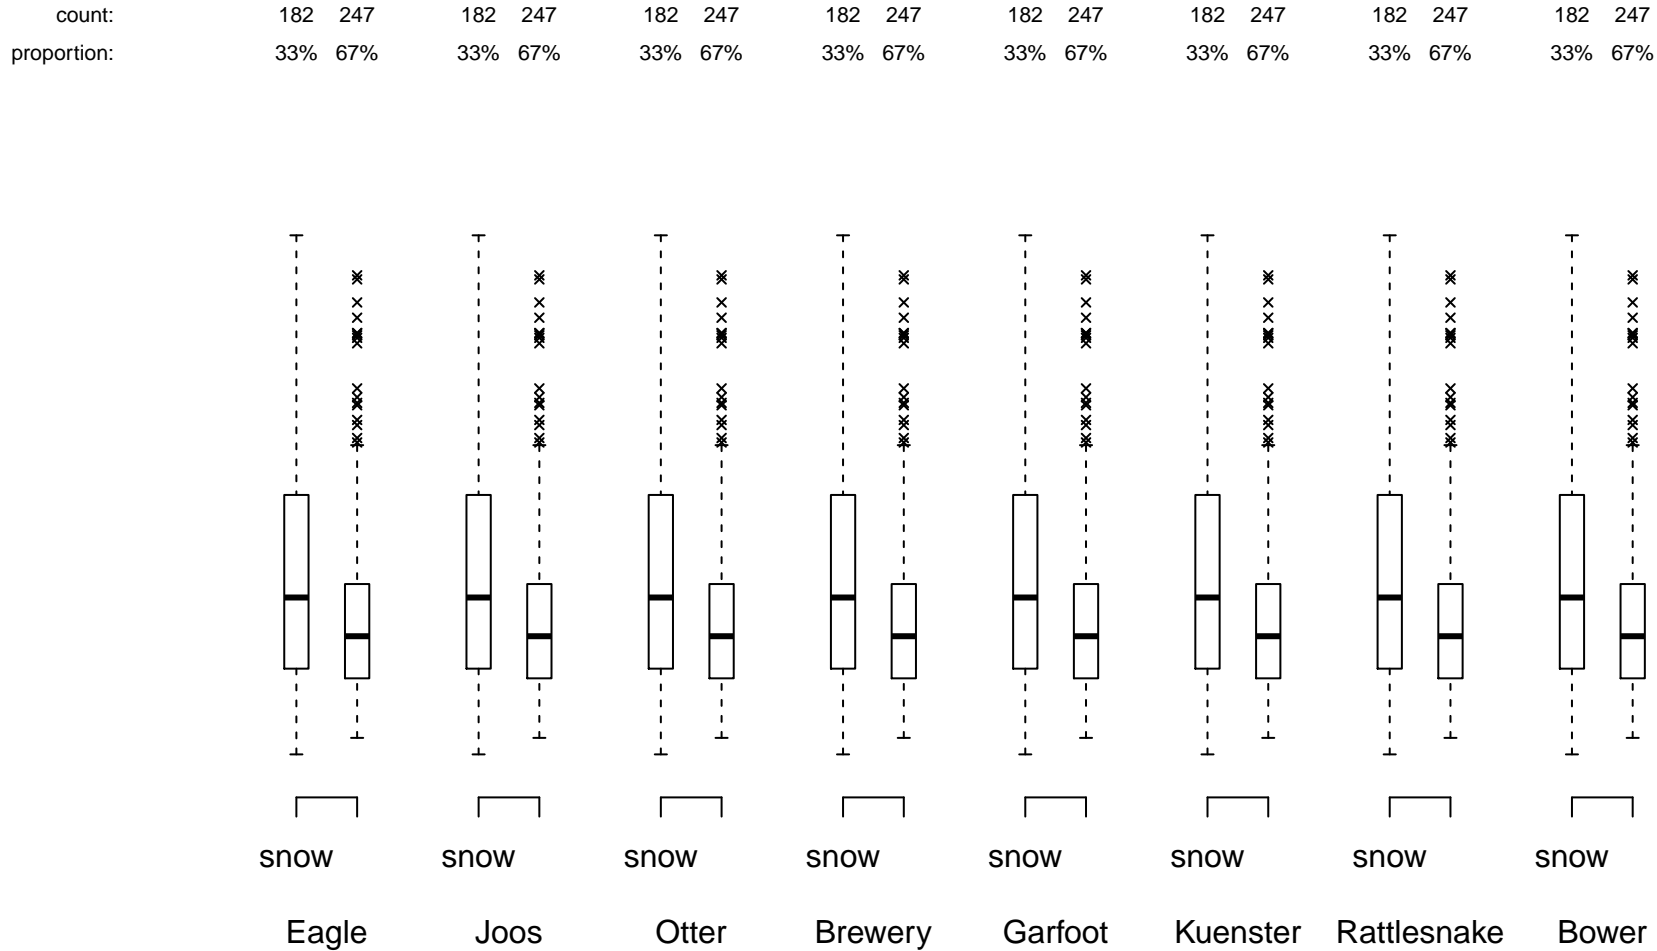 count: 182 247 182 247 182 247 182 247 182 247 182 247 182 247 182 247
proportion: 33% 67% 33% 67% 33% 67% 33% 67% 33% 67% 33% 67% 33% 67% 33% 67%
snow snow snow snow snow snow snow snow
Eagle Joos Otter Brewery Garfoot Kuenster Rattlesnake Bower